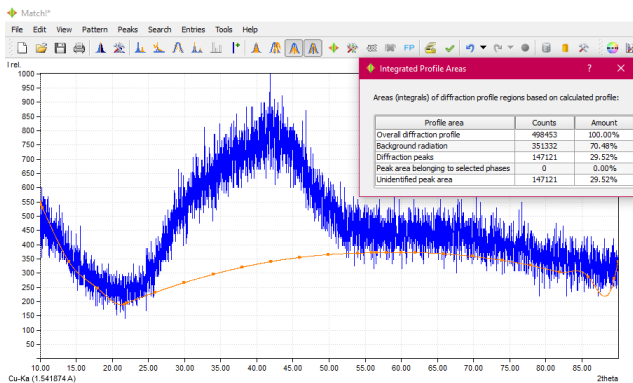 Match!*
File Edit View Pattern Peaks Search Entries Tools Help
FP
I rel.
Integrated Profile Areas ? X
Areas (integrals) of diffraction profile regions based on calculated profile:
Profile area Counts Amount
Overall diffraction profile 498453 100.00%
Background radiation 351332 70.48%
Diffraction peaks 147121 29.52%
Peak area belonging to selected phases 0 0.00%
Unidentified peak area 147121 29.52%
1000
950
900
850
800
750
700
650
600
550
500
450
400
350
300
250
200
150
100
50
10.00 15.00 20.00 25.00 30.00 35.00 40.00 45.00 50.00 55.00 60.00 65.00 70.00 75.00 80.00 85.00
Cu-Ka (1.541874 A) 2theta